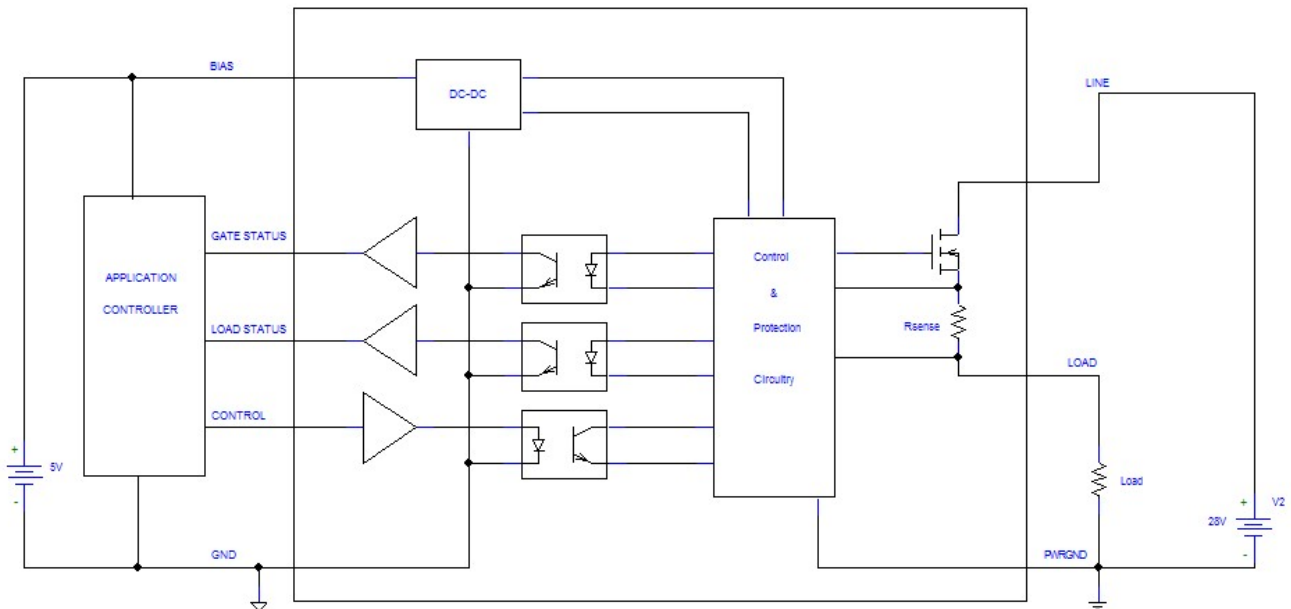 BIAS
DC-DC
LINE
GATE STATUS
APPLICATION
CONTROLLER
LOAD STATUS
CONTROL
Control
&
Protection
Circuitry
Rsense
LOAD
+
5V
-
Load
+
V2
28V
-
GND
PWRGND